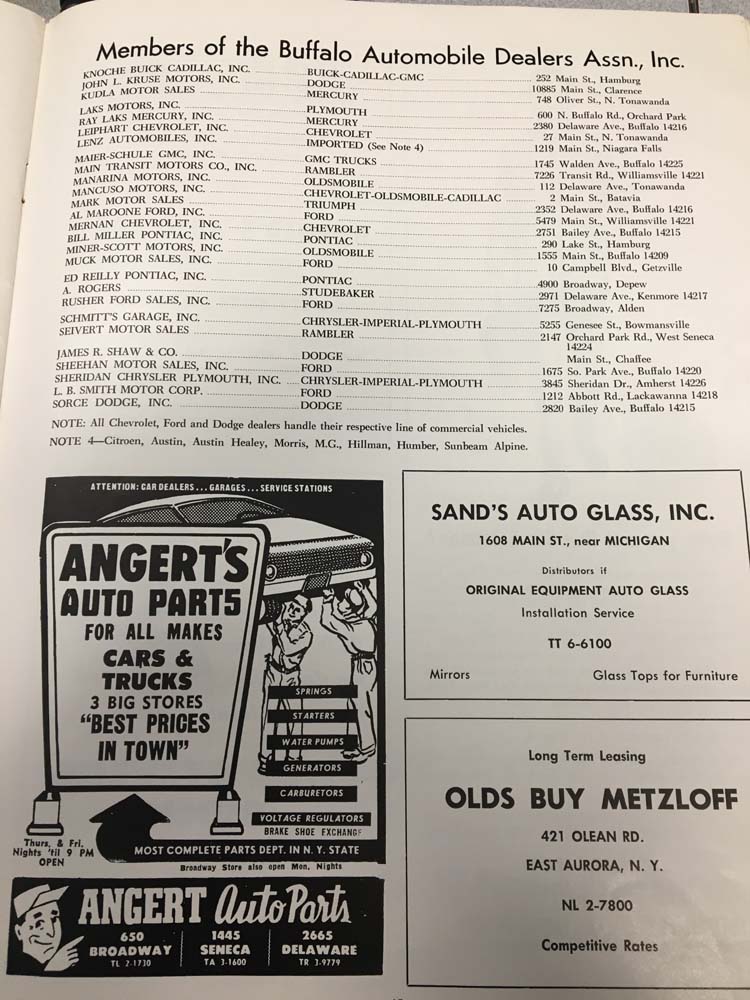 Members of the Buffalo Automobile Dealers Assn., Inc.
KNOCHE BUICK CADILLAC, INC. BUICK-CADILLAC-GMC 252 Main St., Hamburg
JOHN L. KRUSE MOTORS, INC. DODGE 10885 Main St., Clarence
KUDLA MOTOR SALES MERCURY 748 Oliver St., N. Tonawanda
LAKS MOTORS, INC. PLYMOUTH 600 N. Buffalo Rd., Orchard Park
RAY LAKS MERCURY, INC. MERCURY 2380 Delaware Ave., Buffalo 14216
LEIPHART CHEVROLET, INC. CHEVROLET 27 Main St., N. Tonawanda
LENZ AUTOMOBILES, INC. IMPORTED (See Note 4) 1219 Main St., Niagara Falls
MAIER-SCHULE GMC, INC. GMC TRUCKS 1745 Walden Ave., Buffalo 14225
MAIN TRANSIT MOTORS CO., INC. RAMBLER 7226 Transit Rd., Williamsville 14221
MANARINA MOTORS, INC. OLDSMOBILE 112 Delaware Ave., Tonawanda
MANCUSO MOTORS, INC. CHEVROLET-OLDSMOBILE-CADILLAC 2 Main St., Batavia
MARK MOTOR SALES TRIUMPH 2352 Delaware Ave., Buffalo 14216
AL MAROONE FORD, INC. FORD 5479 Main St., Williamsville 14221
MERNAN CHEVROLET, INC. CHEVROLET 2751 Bailey Ave., Buffalo 14215
BILL MILLER PONTIAC, INC. PONTIAC 290 Lake St., Hamburg
MINER-SCOTT MOTORS, INC. OLDSMOBILE 1555 Main St., Buffalo 14209
MUCK MOTOR SALES, INC. FORD 10 Campbell Blvd., Getzville
ED REILLY PONTIAC, INC. PONTIAC 4900 Broadway, Depew
A. ROGERS STUDEBAKER 2971 Delaware Ave., Kenmore 14217
RUSHER FORD SALES, INC. FORD 7275 Broadway, Alden
SCHMITT'S GARAGE, INC. CHRYSLER-IMPERIAL-PLYMOUTH 5255 Genesee St., Bowmansville
SEIVERT MOTOR SALES RAMBLER 2147 Orchard Park Rd., West Seneca
14224
JAMES R. SHAW & CO. DODGE Main St., Chaffee
SHEEHAN MOTOR SALES, INC. FORD 1675 So. Park Ave., Buffalo 14220
SHERIDAN CHRYSLER PLYMOUTH, INC. CHRYSLER-IMPERIAL-PLYMOUTH 3845 Sheridan Dr., Amherst 14226
L. B. SMITH MOTOR CORP. FORD 1212 Abbott Rd., Lackawanna 14218
SORCE DODGE, INC. DODGE 2820 Bailey Ave., Buffalo 14215
NOTE: All Chevrolet, Ford and Dodge dealers handle their respective line of commercial vehicles.
NOTE 4—Citroen, Austin, Austin Healey, Morris, M.G., Hillman, Humber, Sunbeam Alpine.
ATTENTION: CAR DEALERS... GARAGES... SERVICE STATIONS
ANGERT'S
AUTO PARTS
FOR ALL MAKES
CARS &
TRUCKS
3 BIG STORES
"BEST PRICES
IN TOWN"
SPRINGS
STARTERS
WATER PUMPS
GENERATORS
CARBURETORS
VOLTAGE REGULATORS
BRAKE SHOE EXCHANGE
Thurs. & Fri.
Nights 'til 9 PM
OPEN
MOST COMPLETE PARTS DEPT. IN N. Y. STATE
Broadway Store also open Mon. Nights
ANGERT Auto Parts
650 BROADWAY TL 2-1730
1445 SENECA TA 3-1600
2665 DELAWARE TR 3-9779
SAND'S AUTO GLASS, INC.
1608 MAIN ST., near MICHIGAN
Distributors if
ORIGINAL EQUIPMENT AUTO GLASS
Installation Service
TT 6-6100
Mirrors Glass Tops for Furniture
Long Term Leasing
OLDS BUY METZLOFF
421 OLEAN RD.
EAST AURORA, N. Y.
NL 2-7800
Competitive Rates